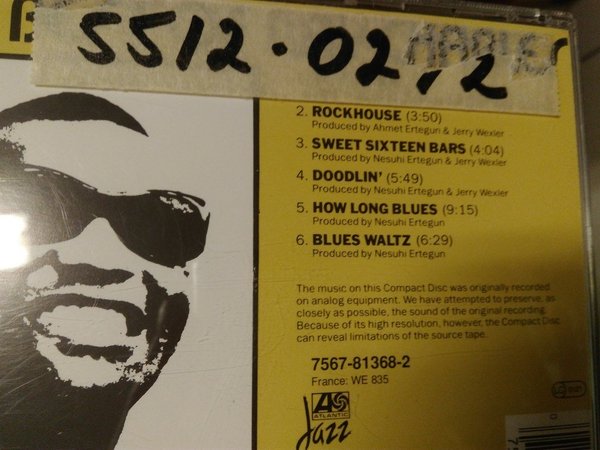 5512.02.2
2. ROCKHOUSE (3:50)
Produced by Ahmet Ertegun & Jerry Wexler
3. SWEET SIXTEEN BARS (4:04)
Produced by Nesuhi Ertegun & Jerry Wexler
4. DOODLIN' (5:49)
Produced by Nesuhi Ertegun & Jerry Wexler
5. HOW LONG BLUES (9:15)
Produced by Nesuhi Ertegun
6. BLUES WALTZ (6:29)
Produced by Nesuhi Ertegun
The music on this Compact Disc was originally recorded
on analog equipment. We have attempted to preserve, as
closely as possible, the sound of the original recording.
Because of its high resolution, however, the Compact Disc
can reveal limitations of the source tape.
7567-81368-2
France: WE 835
ATLANTIC
Jazz